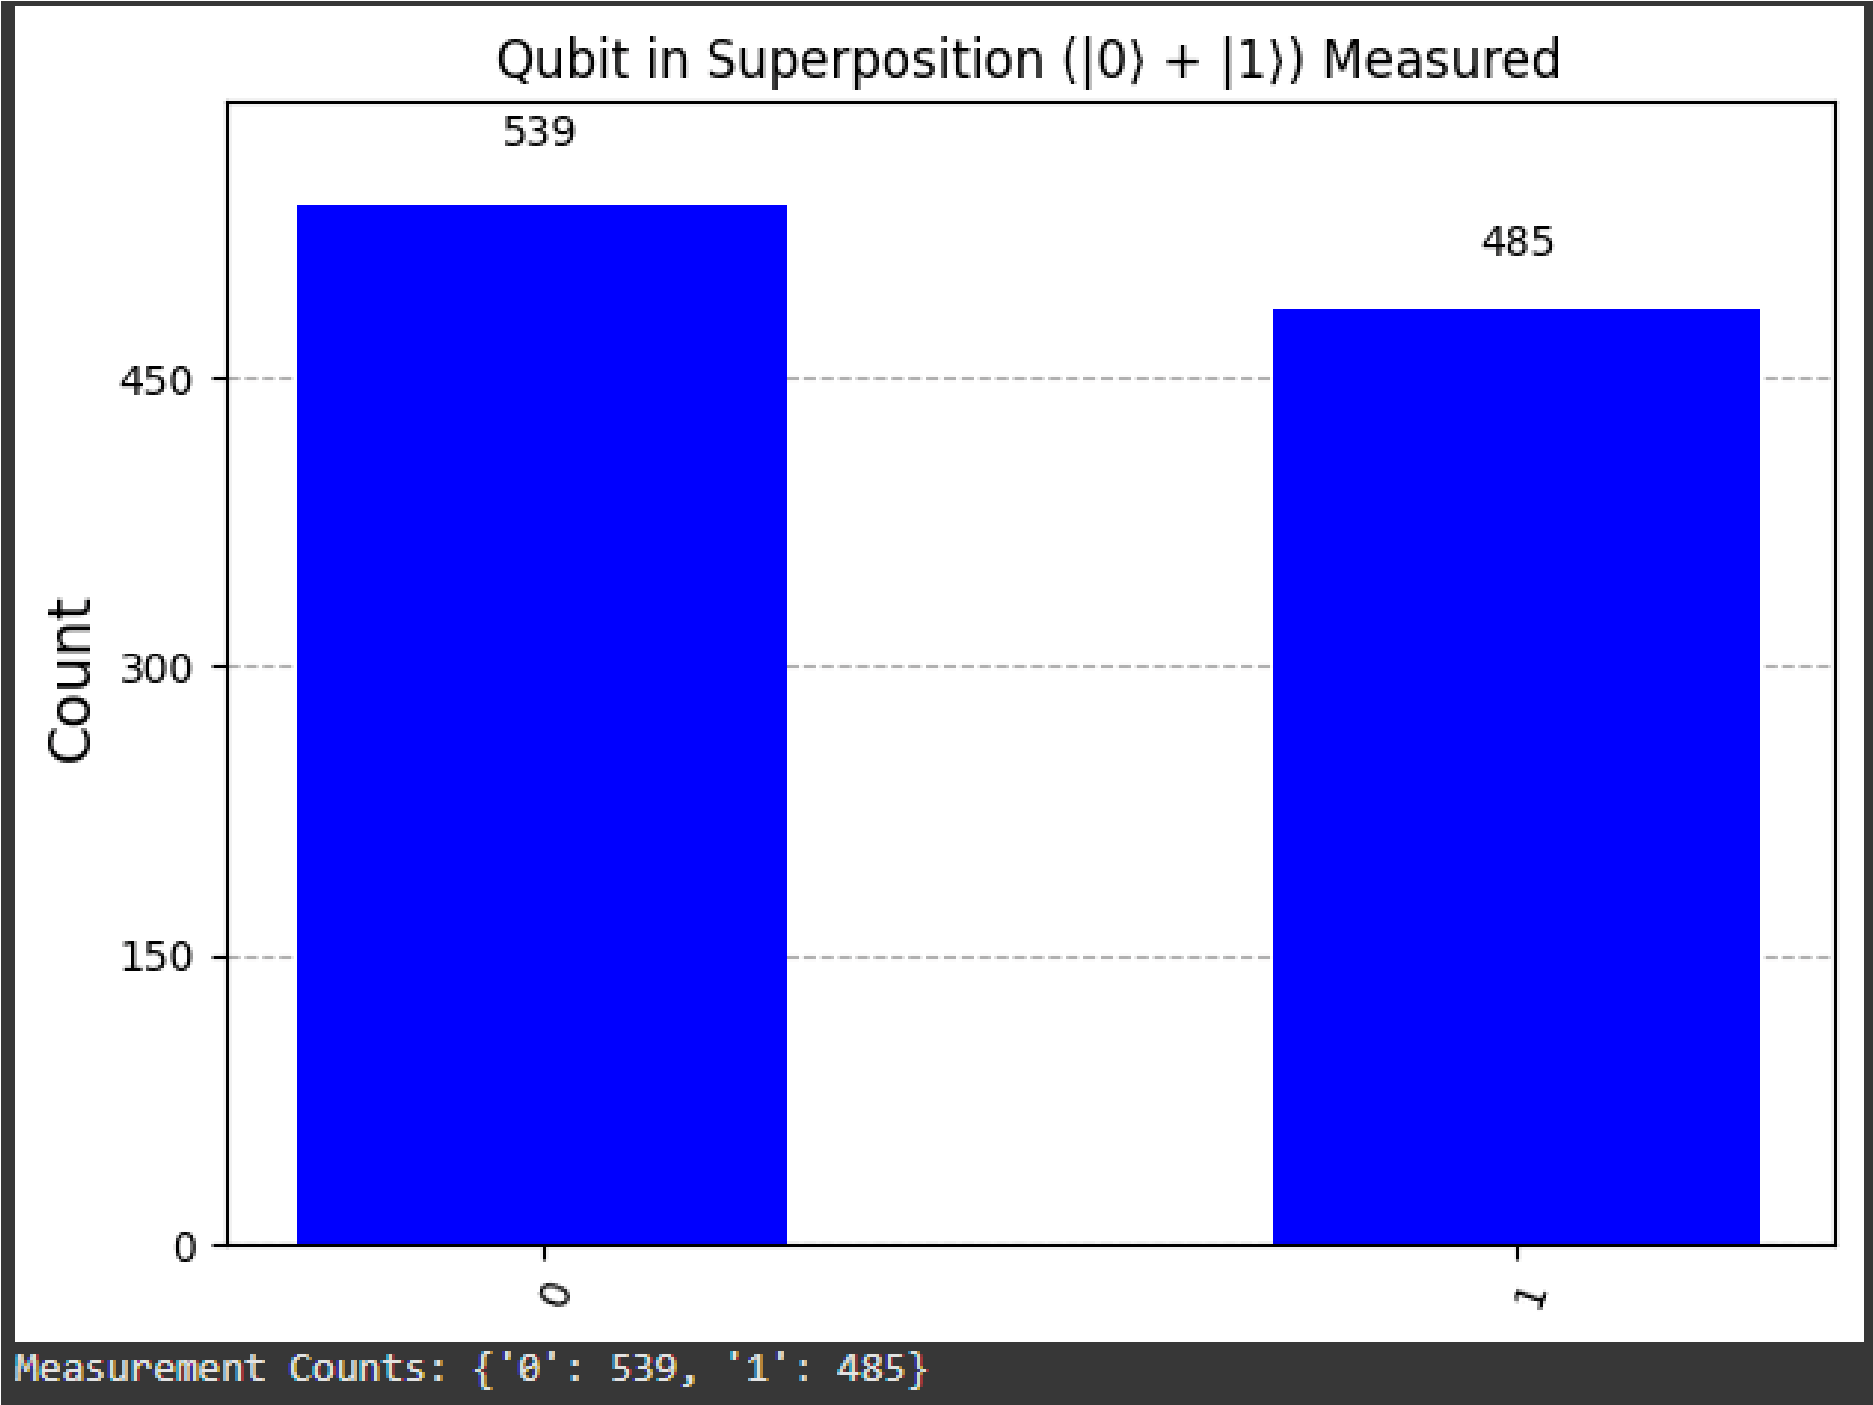 Qubit in Superposition (|0⟩ + |1⟩) Measured
539
485
450
300
150
0
Count
0
1
Measurement Counts: {'0': 539, '1': 485}